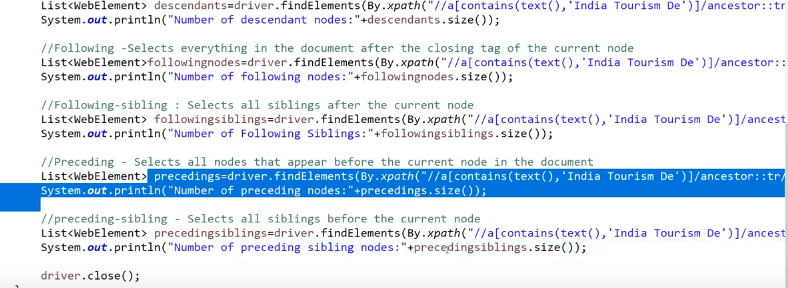 List<WebElement> descendants=driver.findElements(By.xpath("//a[contains(text(),'India Tourism De')]/ancestor::tr
System.out.println("Number of descendant nodes:"+descendants.size());
//Following -Selects everything in the document after the closing tag of the current node
List<WebElement>followingnodes=driver.findElements(By.xpath("//a[contains(text(),'India Tourism De')]/ancestor::
System.out.println("Number of following nodes:"+followingnodes.size());
//Following-sibling : Selects all siblings after the current node
List<WebElement> followingsiblings=driver.findElements(By.xpath("//a[contains(text(),'India Tourism De')]/ancest
System.out.println("Number of Following Siblings:"+followingsiblings.size());
//Preceding - Selects all nodes that appear before the current node in the document
List<WebElement> precedings=driver.findElements(By.xpath("//a[contains(text(),'India Tourism De')]/ancestor::tr/
System.out.println("Number of preceding nodes:"+precedings.size());
//preceding-sibling - Selects all siblings before the current node
List<WebElement> precedingsiblings=driver.findElements(By.xpath("//a[contains(text(),'India Tourism De')]/ancest
System.out.println("Number of preceding sibling nodes:"+precedingsiblings.size());
driver.close();